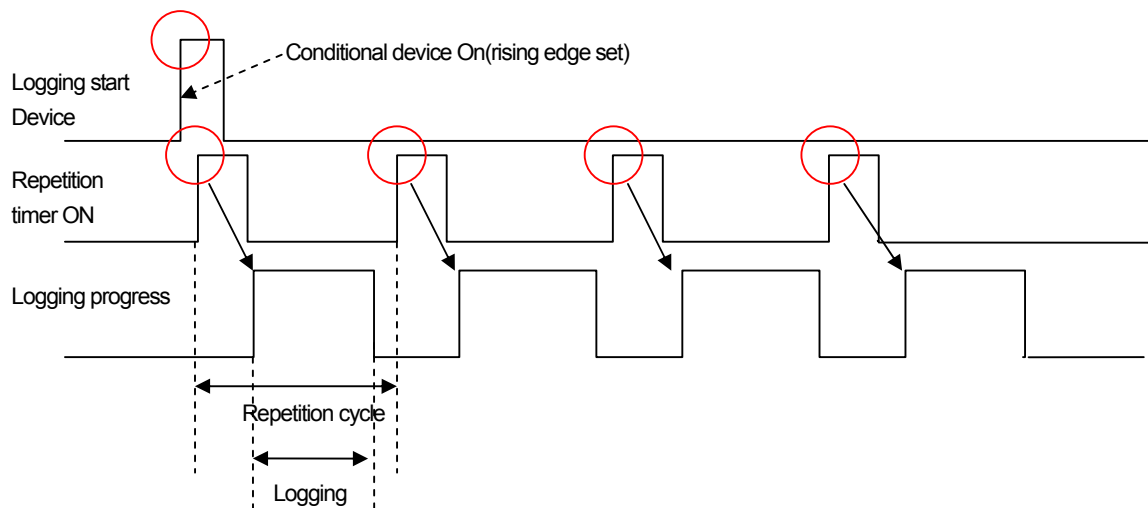 Conditional device On(rising edge set)
Logging start
Device
Repetition
timer ON
Logging progress
Repetition cycle
Logging